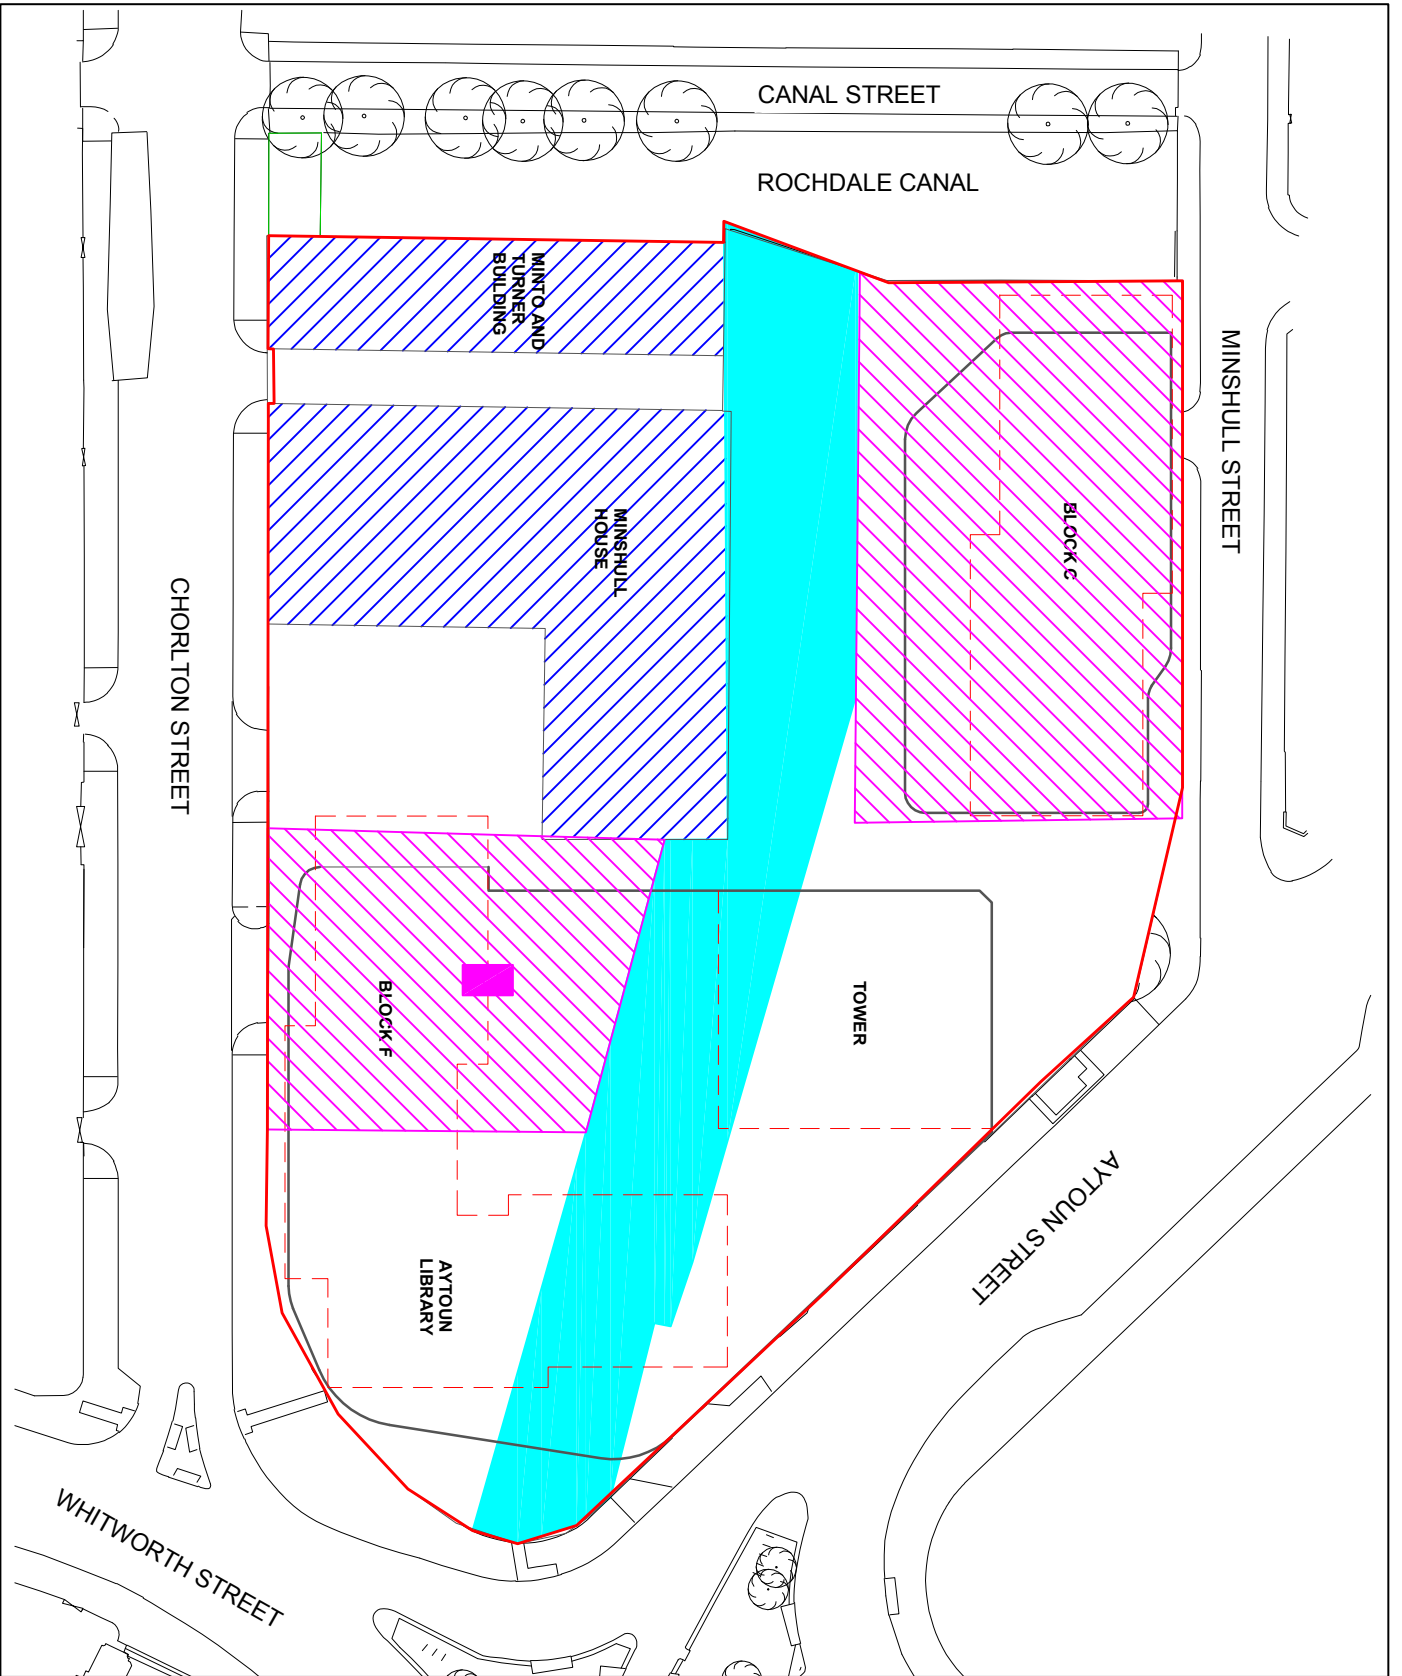 CANAL STREET
ROCHDALE CANAL
MINTO AND
TURNER
BUILDING
MINSHULL STREET
BLOCK C
MINSHULL
HOUSE
CHORLTON STREET
BLOCK F
TOWER
AYTOUN STREET
AYTOUN
LIBRARY
WHITWORTH STREET